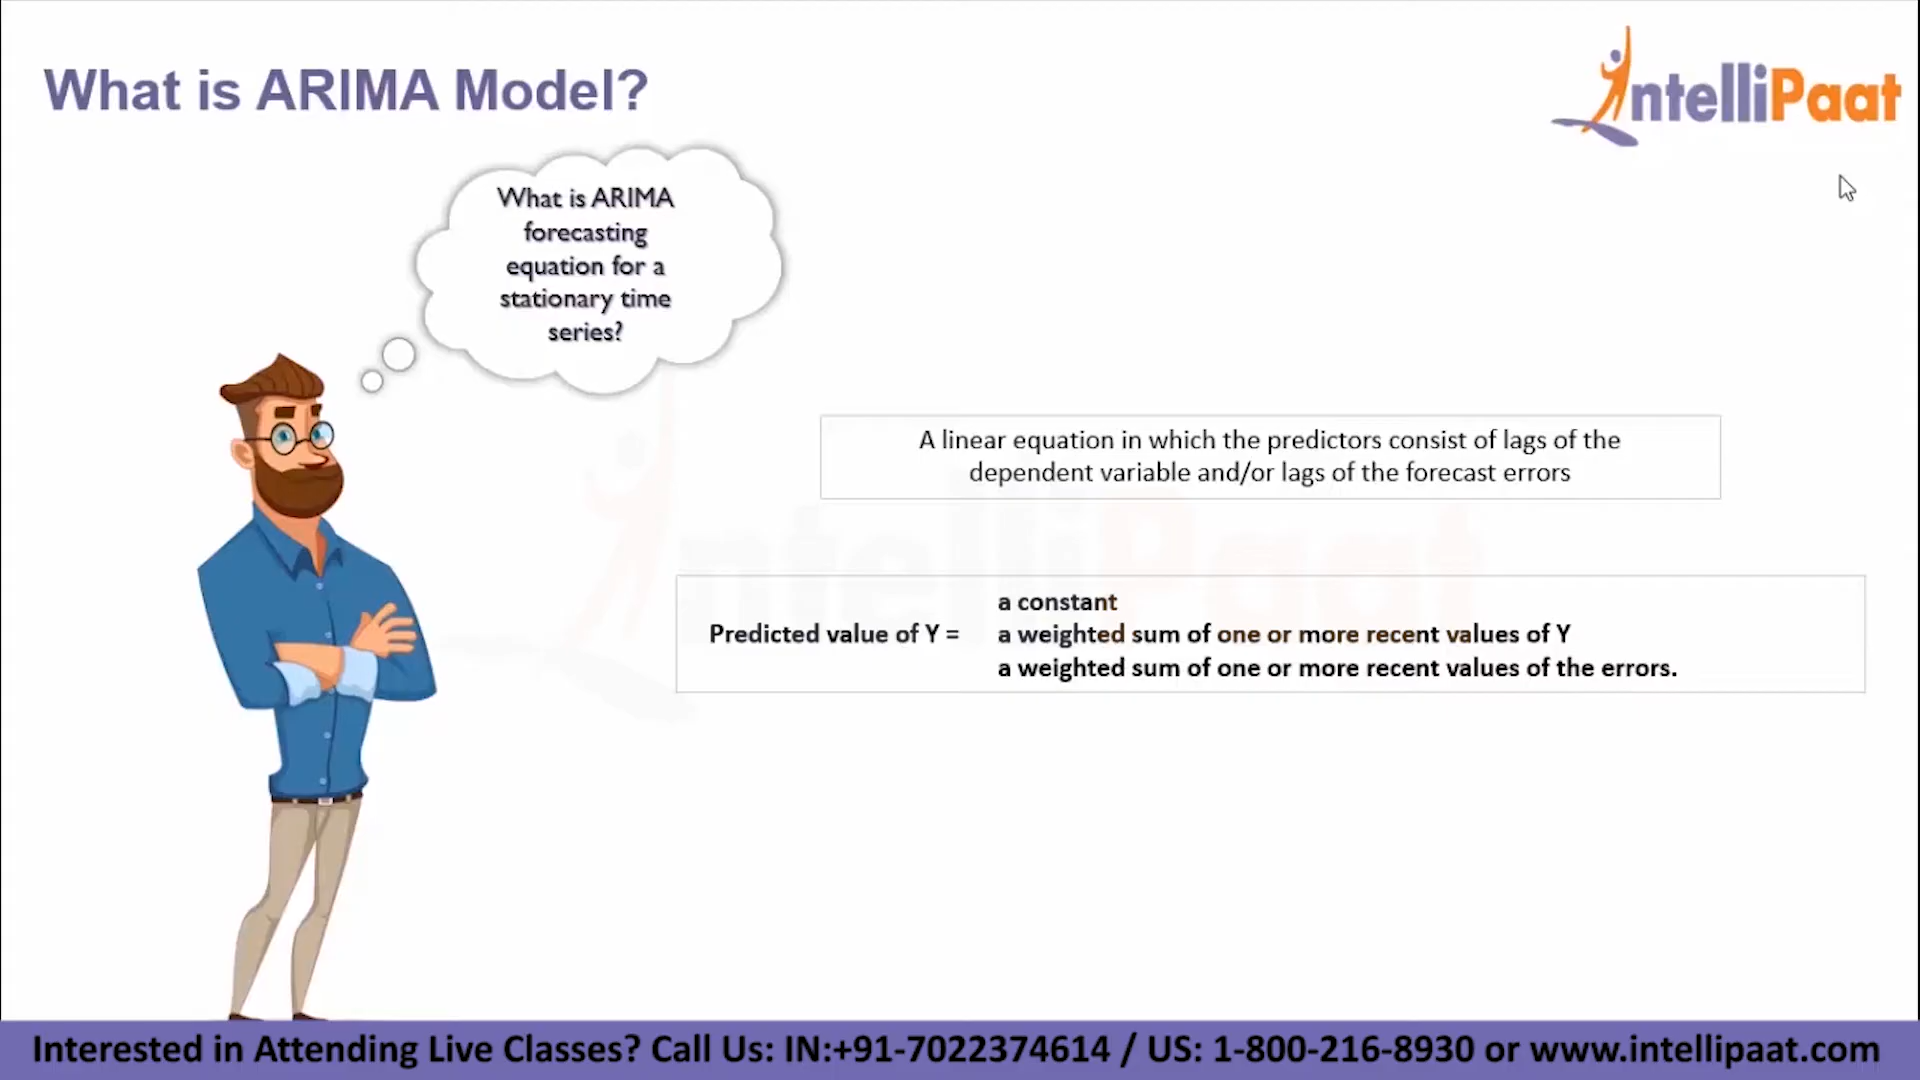 What is ARIMA Model?
IntelliPaat
What is ARIMA
forecasting
equation for a
stationary time
series?
A linear equation in which the predictors consist of lags of the
dependent variable and/or lags of the forecast errors
a constant
Predicted value of Y = a weighted sum of one or more recent values of Y
a weighted sum of one or more recent values of the errors.
IntelliPaat
Interested in Attending Live Classes? Call Us: IN:+91-7022374614 / US: 1-800-216-8930 or www.intellipaat.com